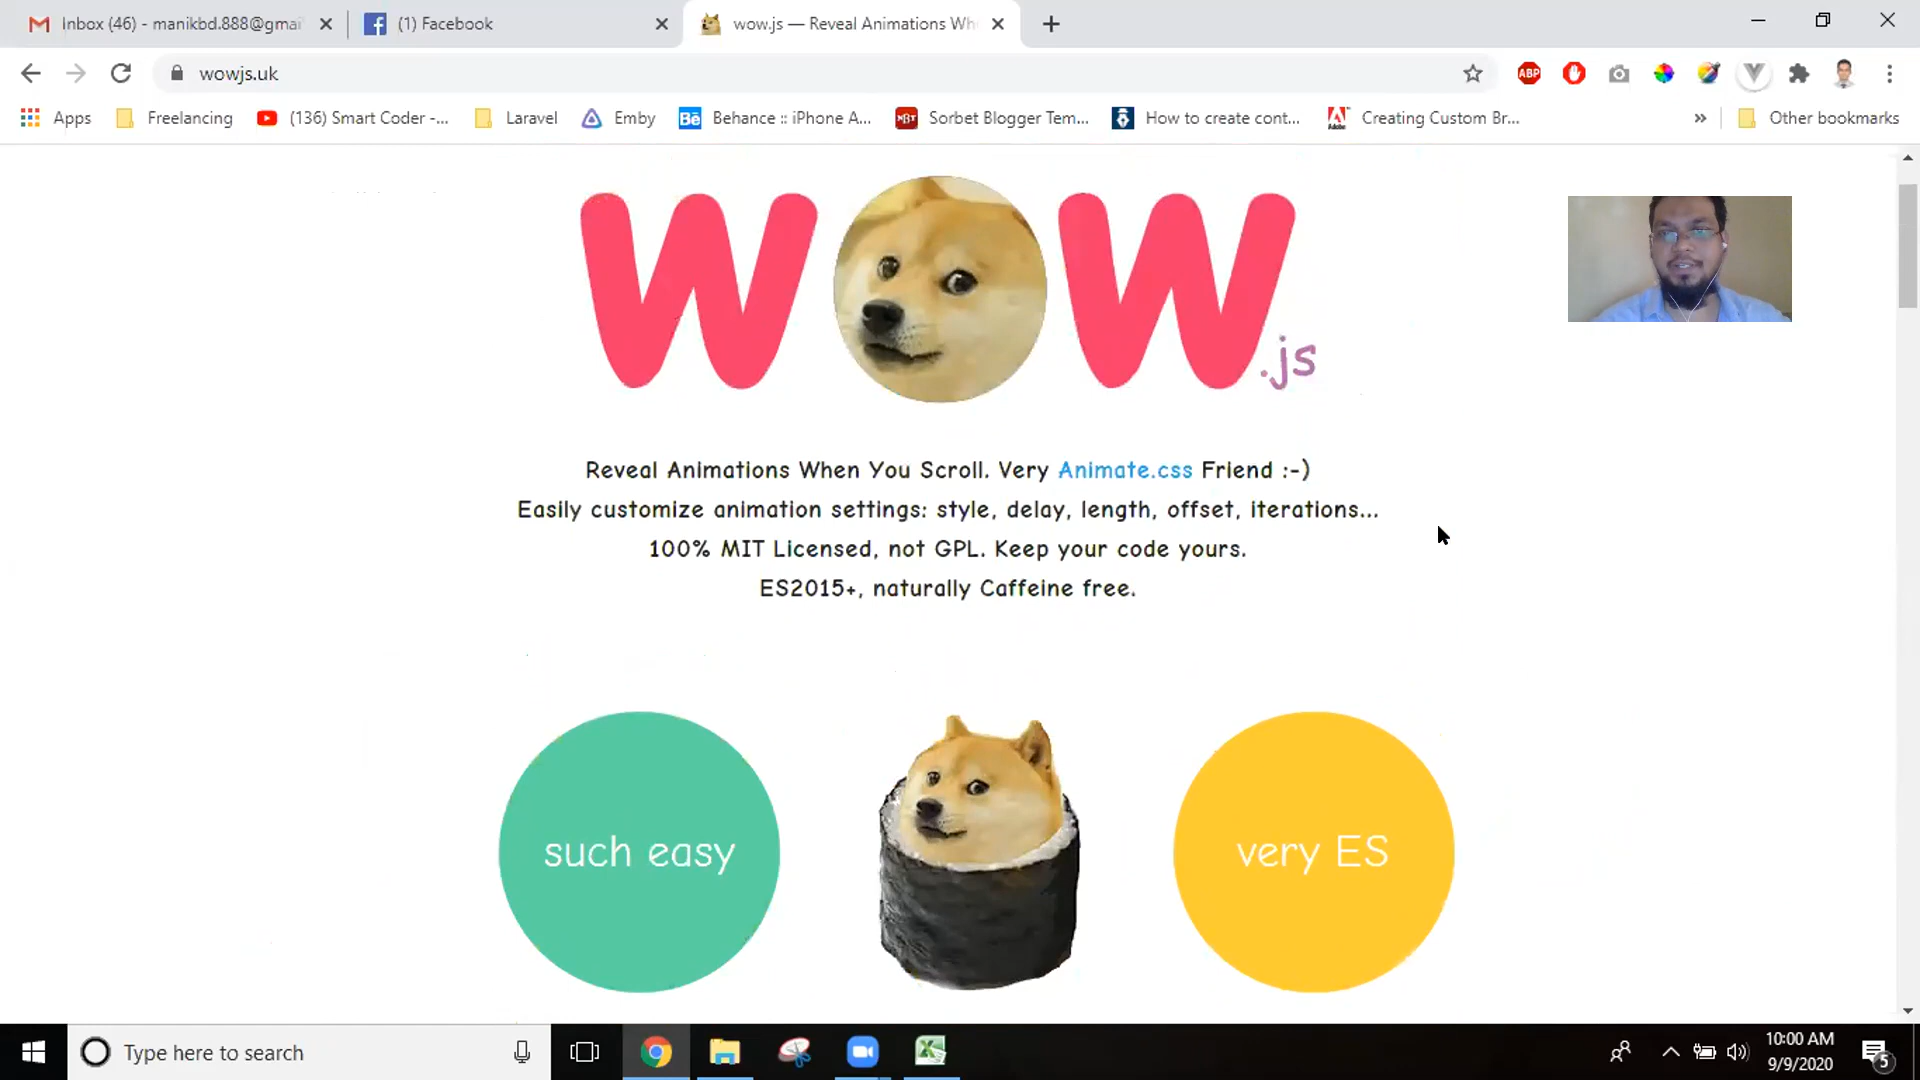 Inbox (46) - manikbd.888@gmai
(1) Facebook
wow.js — Reveal Animations Wh
wowjs.uk
ABP
Apps
Freelancing
(136) Smart Coder -...
Laravel
Emby
Bē
Behance :: iPhone A...
XBT
Sorbet Blogger Tem...
How to create cont...
Creating Custom Br...
»
Other bookmarks
W W
.js
Reveal Animations When You Scroll. Very Animate.css Friend :-)
Easily customize animation settings: style, delay, length, offset, iterations...
100% MIT Licensed, not GPL. Keep your code yours.
ES2015+, naturally Caffeine free.
such easy
very ES
Type here to search
10:00 AM
9/9/2020
5